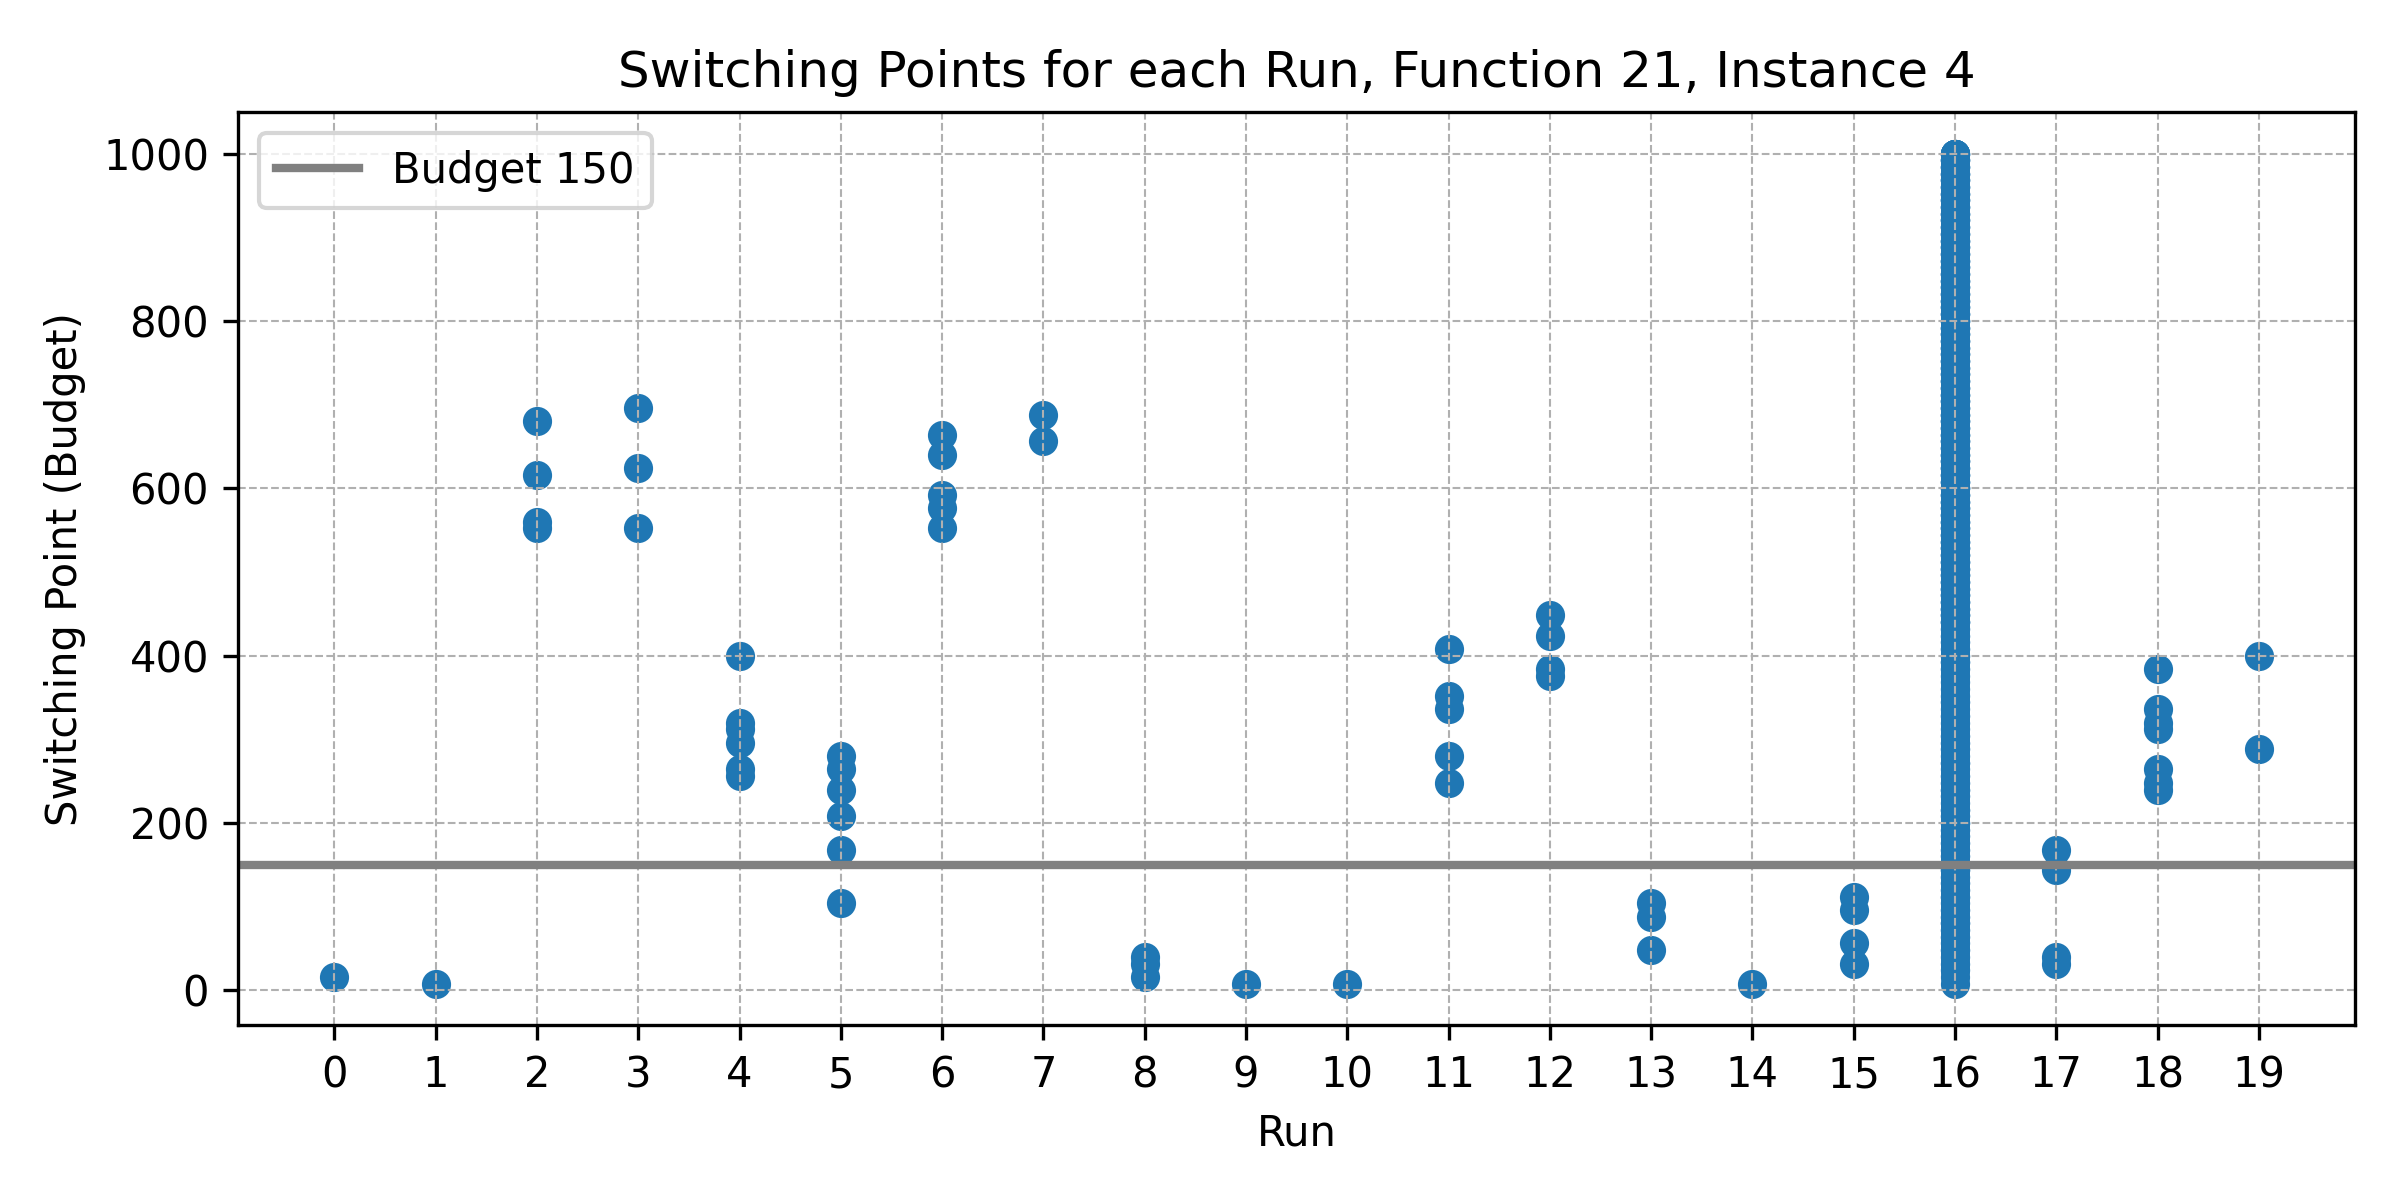 Switching Points for each Run, Function 21, Instance 4
Budget 150
1000
800
600
400
200
0
Switching Point (Budget)
0 1 2 3 4 5 6 7 8 9 10 11 12 13 14 15 16 17 18 19
Run